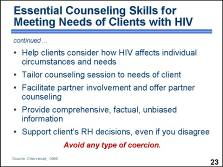 Essential Counseling Skills for
Meeting Needs of Clients with HIV
continued…
• Help clients consider how HIV affects individual
circumstances and needs
• Tailor counseling session to needs of client
• Facilitate partner involvement and offer partner
counseling
• Provide comprehensive, factual, unbiased
information
• Support client's RH decisions, even if you disagree
Avoid any type of coercion.
Source:
23